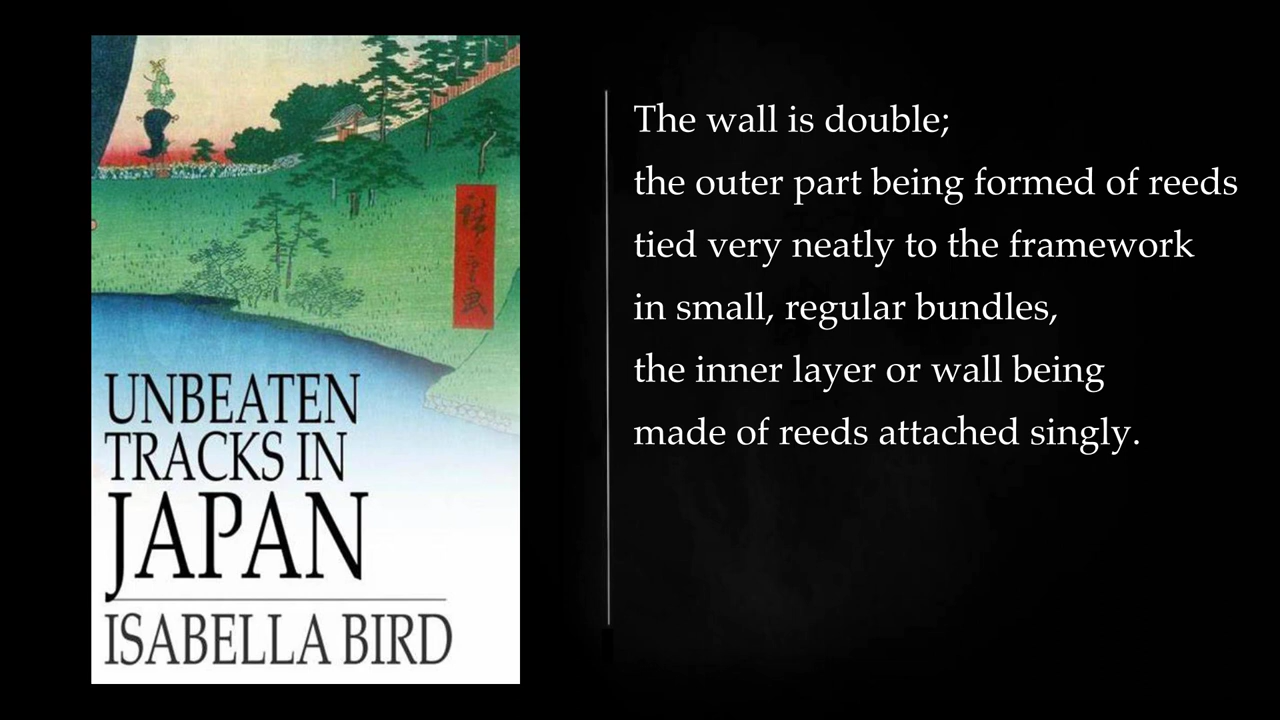 UNBEATEN
TRACKS IN
JAPAN
ISABELLA BIRD
The wall is double;
the outer part being formed of reeds
tied very neatly to the framework
in small, regular bundles,
the inner layer or wall being
made of reeds attached singly.